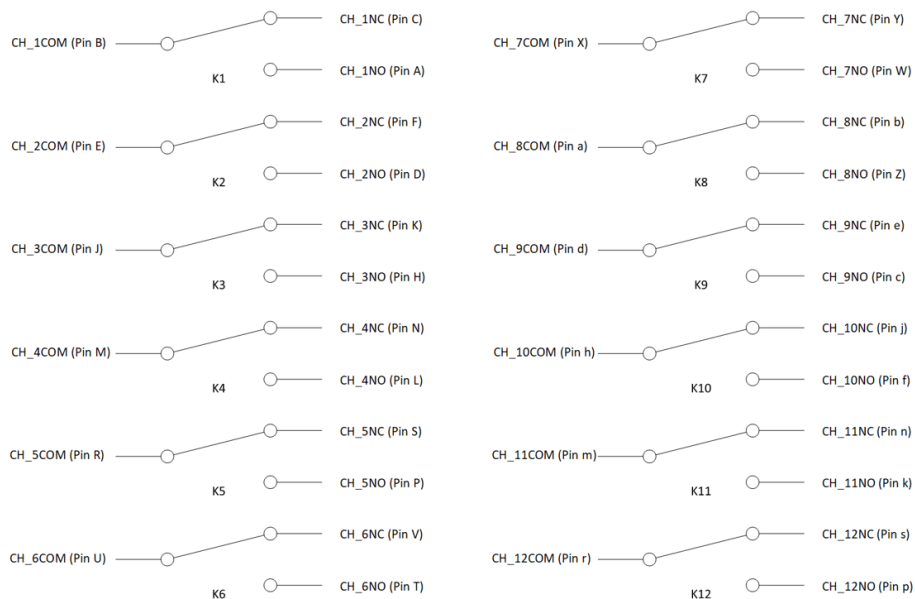 CH_1NC (Pin C)
CH_1COM (Pin B)
K1
CH_1NO (Pin A)
CH_2NC (Pin F)
CH_2COM (Pin E)
K2
CH_2NO (Pin D)
CH_3NC (Pin K)
CH_3COM (Pin J)
K3
CH_3NO (Pin H)
CH_4NC (Pin N)
CH_4COM (Pin M)
K4
CH_4NO (Pin L)
CH_5NC (Pin S)
CH_5COM (Pin R)
K5
CH_5NO (Pin P)
CH_6NC (Pin V)
CH_6COM (Pin U)
K6
CH_6NO (Pin T)
CH_7NC (Pin Y)
CH_7COM (Pin X)
K7
CH_7NO (Pin W)
CH_8NC (Pin b)
CH_8COM (Pin a)
K8
CH_8NO (Pin Z)
CH_9NC (Pin e)
CH_9COM (Pin d)
K9
CH_9NO (Pin c)
CH_10NC (Pin j)
CH_10COM (Pin h)
K10
CH_10NO (Pin f)
CH_11NC (Pin n)
CH_11COM (Pin m)
K11
CH_11NO (Pin k)
CH_12NC (Pin s)
CH_12COM (Pin r)
K12
CH_12NO (Pin p)